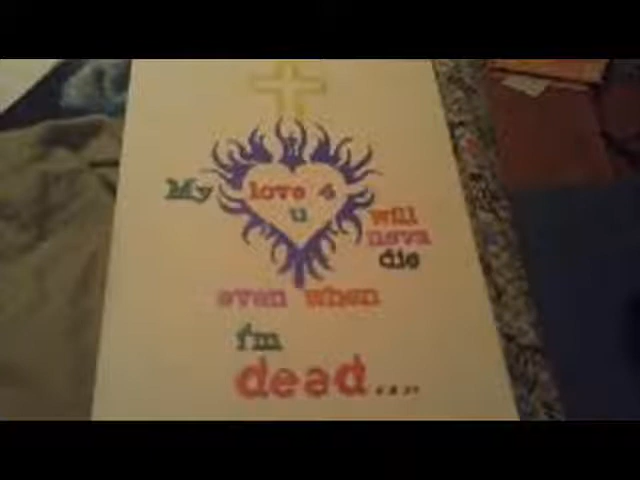 My love 4 u will
neva
die
even when
I'm
dead....